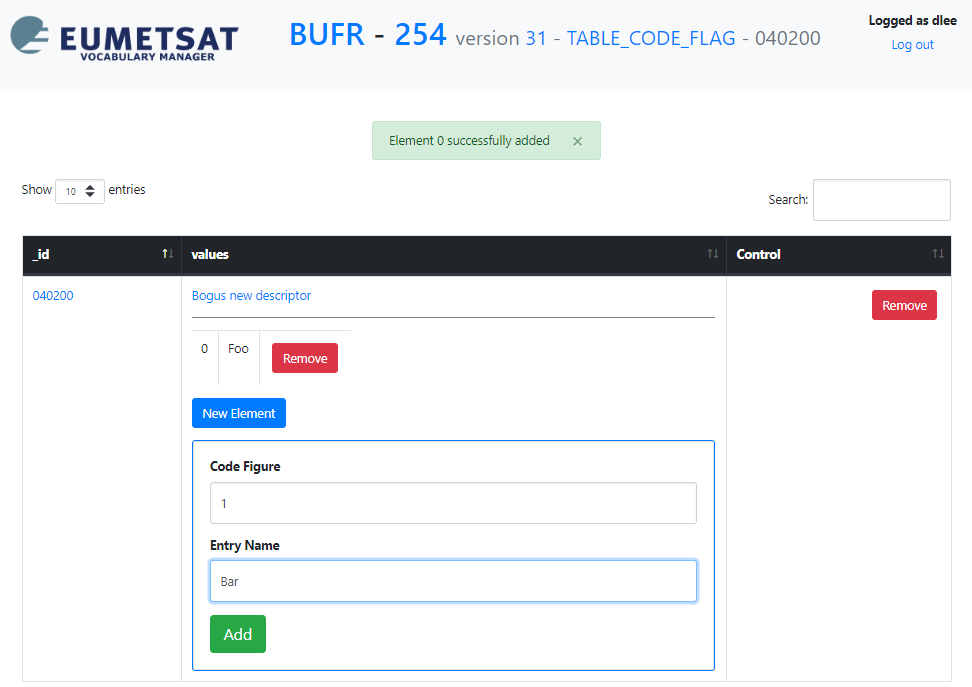 EUMETSAT
VOCABULARY MANAGER
BUFR - 254 version 31 - TABLE_CODE_FLAG - 040200
Logged as dlee
Log out
Element 0 successfully added ×
Show 10 entries
Search:
_id values Control
040200 Bogus new descriptor Remove
0 Foo Remove
New Element
Code Figure
1
Entry Name
Bar
Add